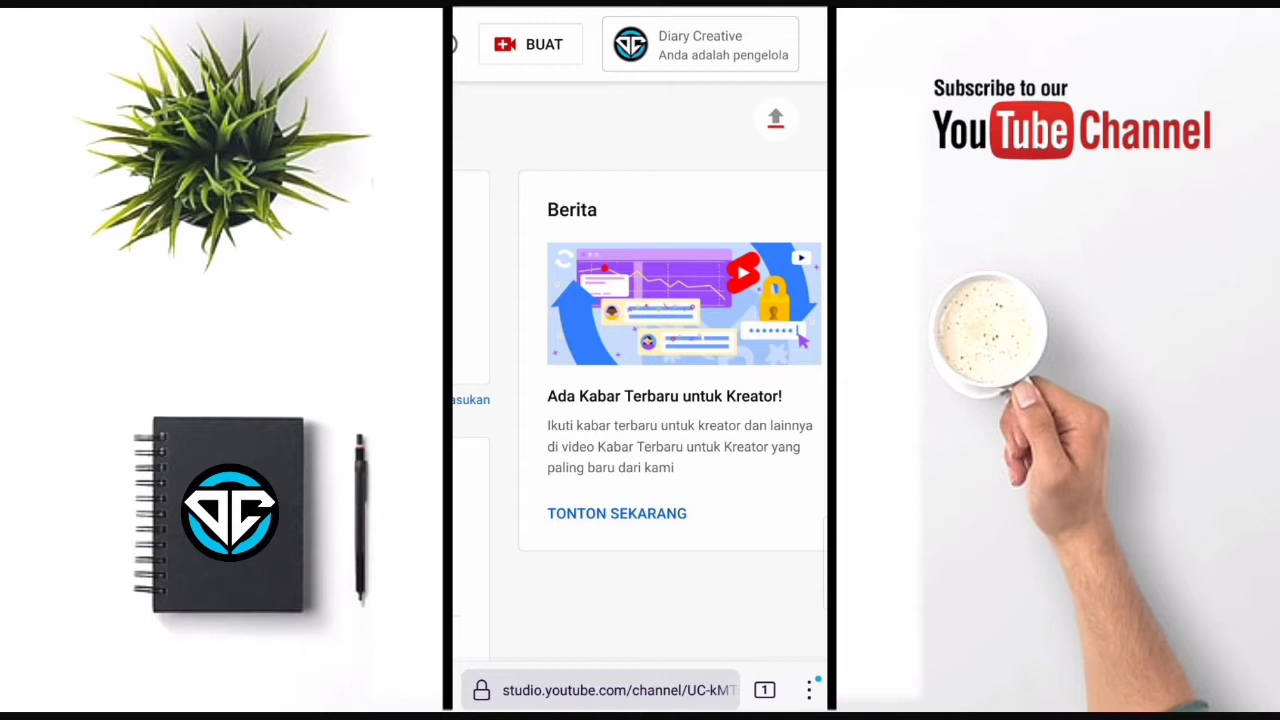 BUAT
Diary Creative
Anda adalah pengelola
Berita
Ada Kabar Terbaru untuk Kreator!
Ikuti kabar terbaru untuk kreator dan lainnya
di video Kabar Terbaru untuk Kreator yang
paling baru dari kami
TONTON SEKARANG
asukan
studio.youtube.com/channel/UC-kMT
1
Subscribe to our
YouTube Channel
DC